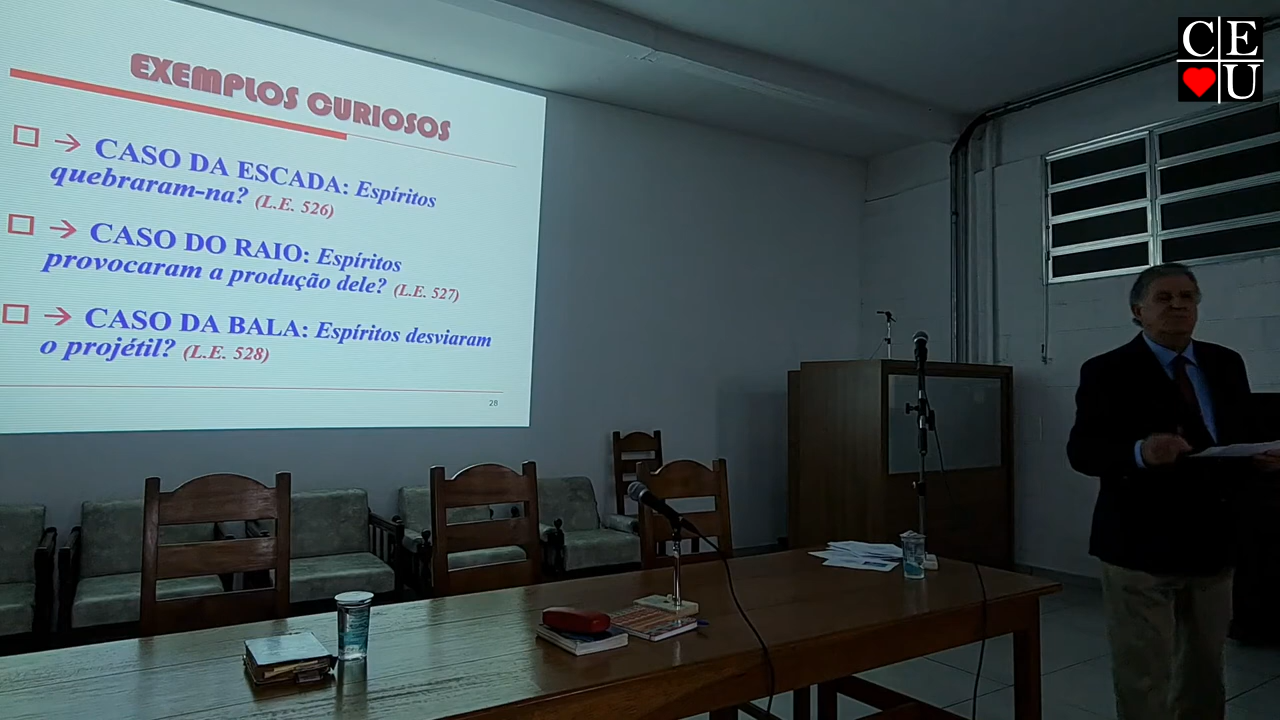 EXEMPLOS CURIOSOS
→ CASO DA ESCADA: Espíritos
quebraram-na? (L.E. 526)
→ CASO DO RAIO: Espíritos
provocaram a produção dele? (L.E. 527)
→ CASO DA BALA: Espíritos desviaram
o projétil? (L.E. 528)
28
C E
U